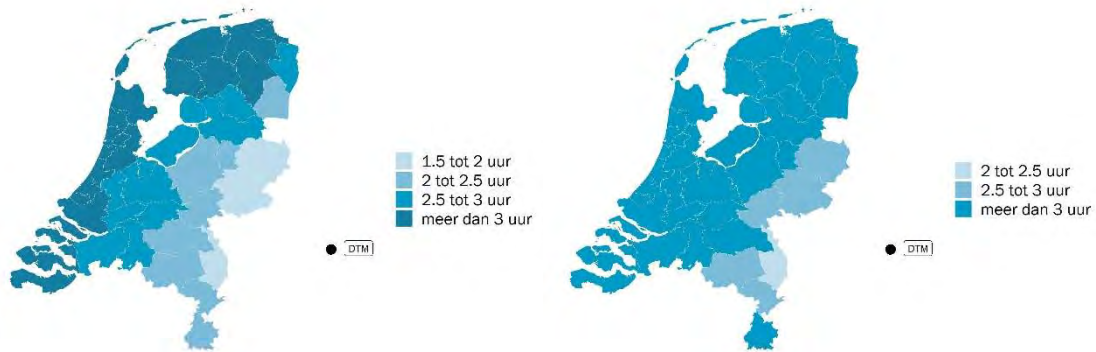 1.5 tot 2 uur
2 tot 2.5 uur
2.5 tot 3 uur
meer dan 3 uur
DTM
2 tot 2.5 uur
2.5 tot 3 uur
meer dan 3 uur
DTM